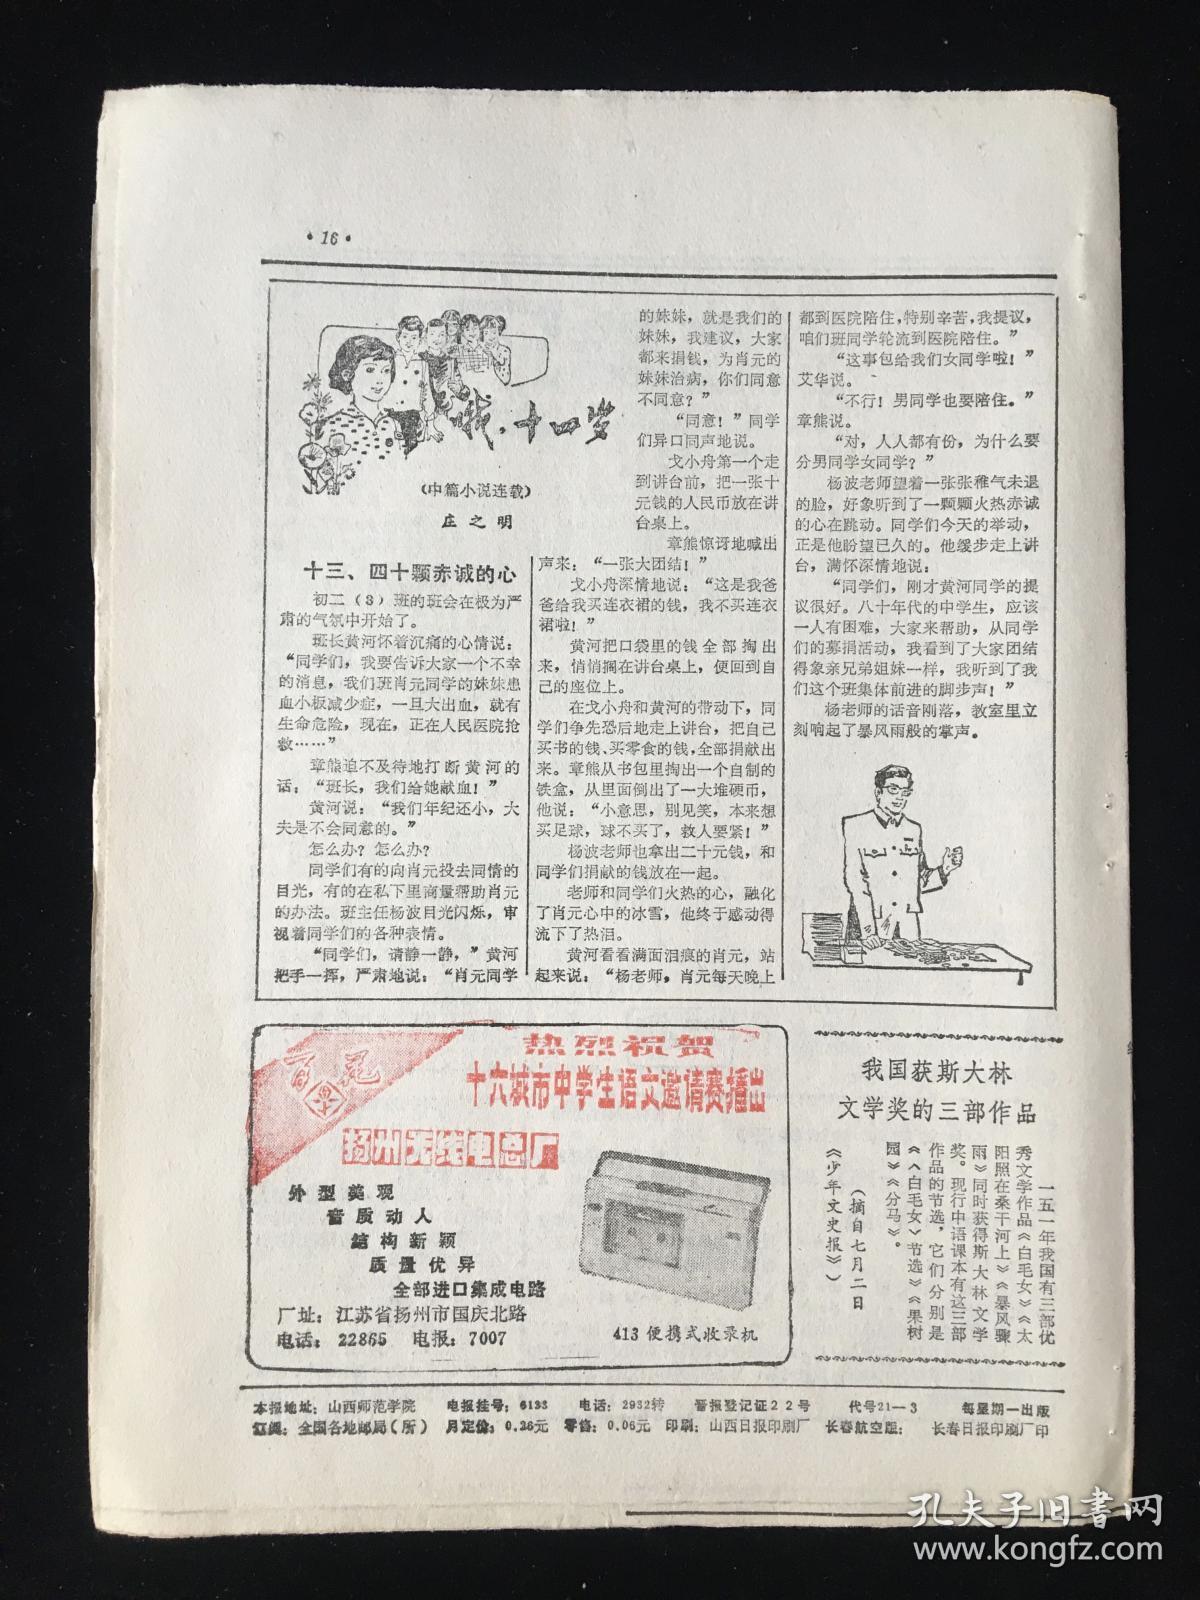 ·16·
哦，十四岁
(中篇小说连载)
庄之明
十三、四十颗赤诚的心
初二（3）班的班会在极为严
肃的气氛中开始了。
班长黄河怀着沉痛的心情说：
“同学们，我要告诉大家一个不幸
的消息，我们班肖元同学的妹妹患
血小板减少症，一旦大出血，就有
生命危险，现在，正在人民医院抢
救……”
章熊迫不及待地打断黄河的
话：“班长，我们给她献血！”
黄河说：“我们年纪还小，大
夫是不会同意的。”
怎么办？怎么办？
同学们有的向肖元投去同情的
目光，有的在私下里商量帮助肖元
的办法。班主任杨波目光闪烁，审
视着同学们的各种表情。
“同学们，请静一静，”黄河
把手一挥，严肃地说：“肖元同学
的妹妹，就是我们的
妹妹，我建议，大家
都来捐钱，为肖元的
妹妹治病，你们同意
不同意？”
“同意！”同学
们异口同声地说。
戈小舟第一个走
到讲台前，把一张十
元钱的人民币放在讲
台桌上。
章熊惊讶地喊出
声来：“一张大团结！”
戈小舟深情地说：“这是我爸
爸给我买连衣裙的钱，我不买连衣
裙啦！”
黄河把口袋里的钱全部掏出
来，悄悄搁在讲台桌上，便回到自
己的座位上。
在戈小舟和黄河的带动下，同
学们争先恐后地走上讲台，把自己
买书的钱、买零食的钱，全部捐献出
来。章熊从书包里掏出一个自制的
铁盒，从里面倒出了一大堆硬币，
他说：“小意思，别见笑，本来想
买足球，球不买了，救人要紧！”
杨波老师也拿出二十元钱，和
同学们捐献的钱放在一起。
老师和同学们火热的心，融化
了肖元心中的冰雪，他终于感动得
流下了热泪。
黄河看看满面泪痕的肖元，站
起来说：“杨老师，肖元每天晚上
都到医院陪住，特别辛苦，我提议，
咱们班同学轮流到医院陪住。”
“这事包给我们女同学啦！”
艾华说。
“不行！男同学也要陪住。”
章熊说。
“对，人人都有份，为什么要
分男同学女同学？”
杨波老师望着一张张稚气未退
的脸，好象听到了一颗颗火热赤诚
的心在跳动。同学们今天的举动，
正是他盼望已久的。他缓步走上讲
台，满怀深情地说：
“同学们，刚才黄河同学的提
议很好。八十年代的中学生，应该
一人有困难，大家来帮助，从同学
们的募捐活动，我看到了大家团结
得象亲兄弟姐妹一样，我听到了我
们这个班集体前进的脚步声！”
杨老师的话音刚落，教室里立
刻响起了暴风雨般的掌声。
热烈祝贺
十六城市中学生语文邀请赛播出
扬州无线电总厂
外型美观
音质动人
结构新颖
质量优异
全部进口集成电路
厂址：江苏省扬州市国庆北路
电话：22865 电报：7007
413便携式收录机
我国获斯大林
文学奖的三部作品
一五一年我国有三部优
秀文学作品《白毛女》《太
阳照在桑干河上》《暴风骤
雨》同时获得斯大林文学
奖。现行中语课本有这三部
作品的节选，它们分别是
《〈白毛女〉节选》《果树
园》《分马》。
（摘自七月二日
《少年文史报》）
本报地址：山西师范学院 电报挂号：6133 电话：2932转 晋报登记证22号 代号21—3 每星期一出版
订阅：全国各地邮局（所） 月定价：0.26元 零售：0.06元 印刷：山西日报印刷厂 长春航空版： 长春日报印刷厂印
孔夫子旧书网
www.kongfz.com